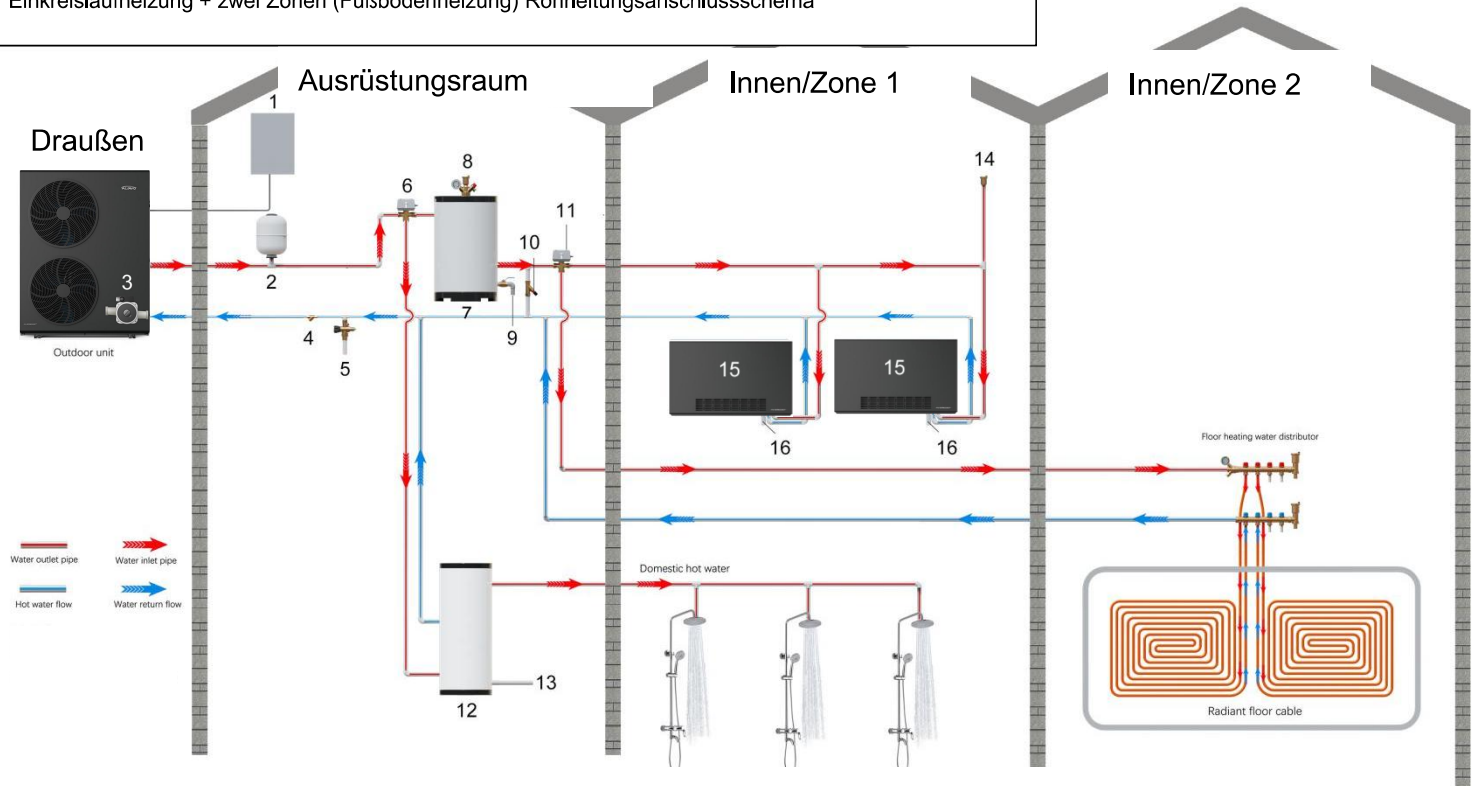 Einkreislaufheizung + zwei Zonen (Fußbodenheizung) Rohrleitungsanschlussschema
Ausrüstungsraum
Innen/Zone 1
Innen/Zone 2
Draußen
1
8
14
6
11
10
2
3
7
4
9
5
15
15
Outdoor unit
16
16
Floor heating water distributor
Water outlet pipe
Water inlet pipe
Domestic hot water
Hot water flow
Water return flow
13
12
Radiant floor cable